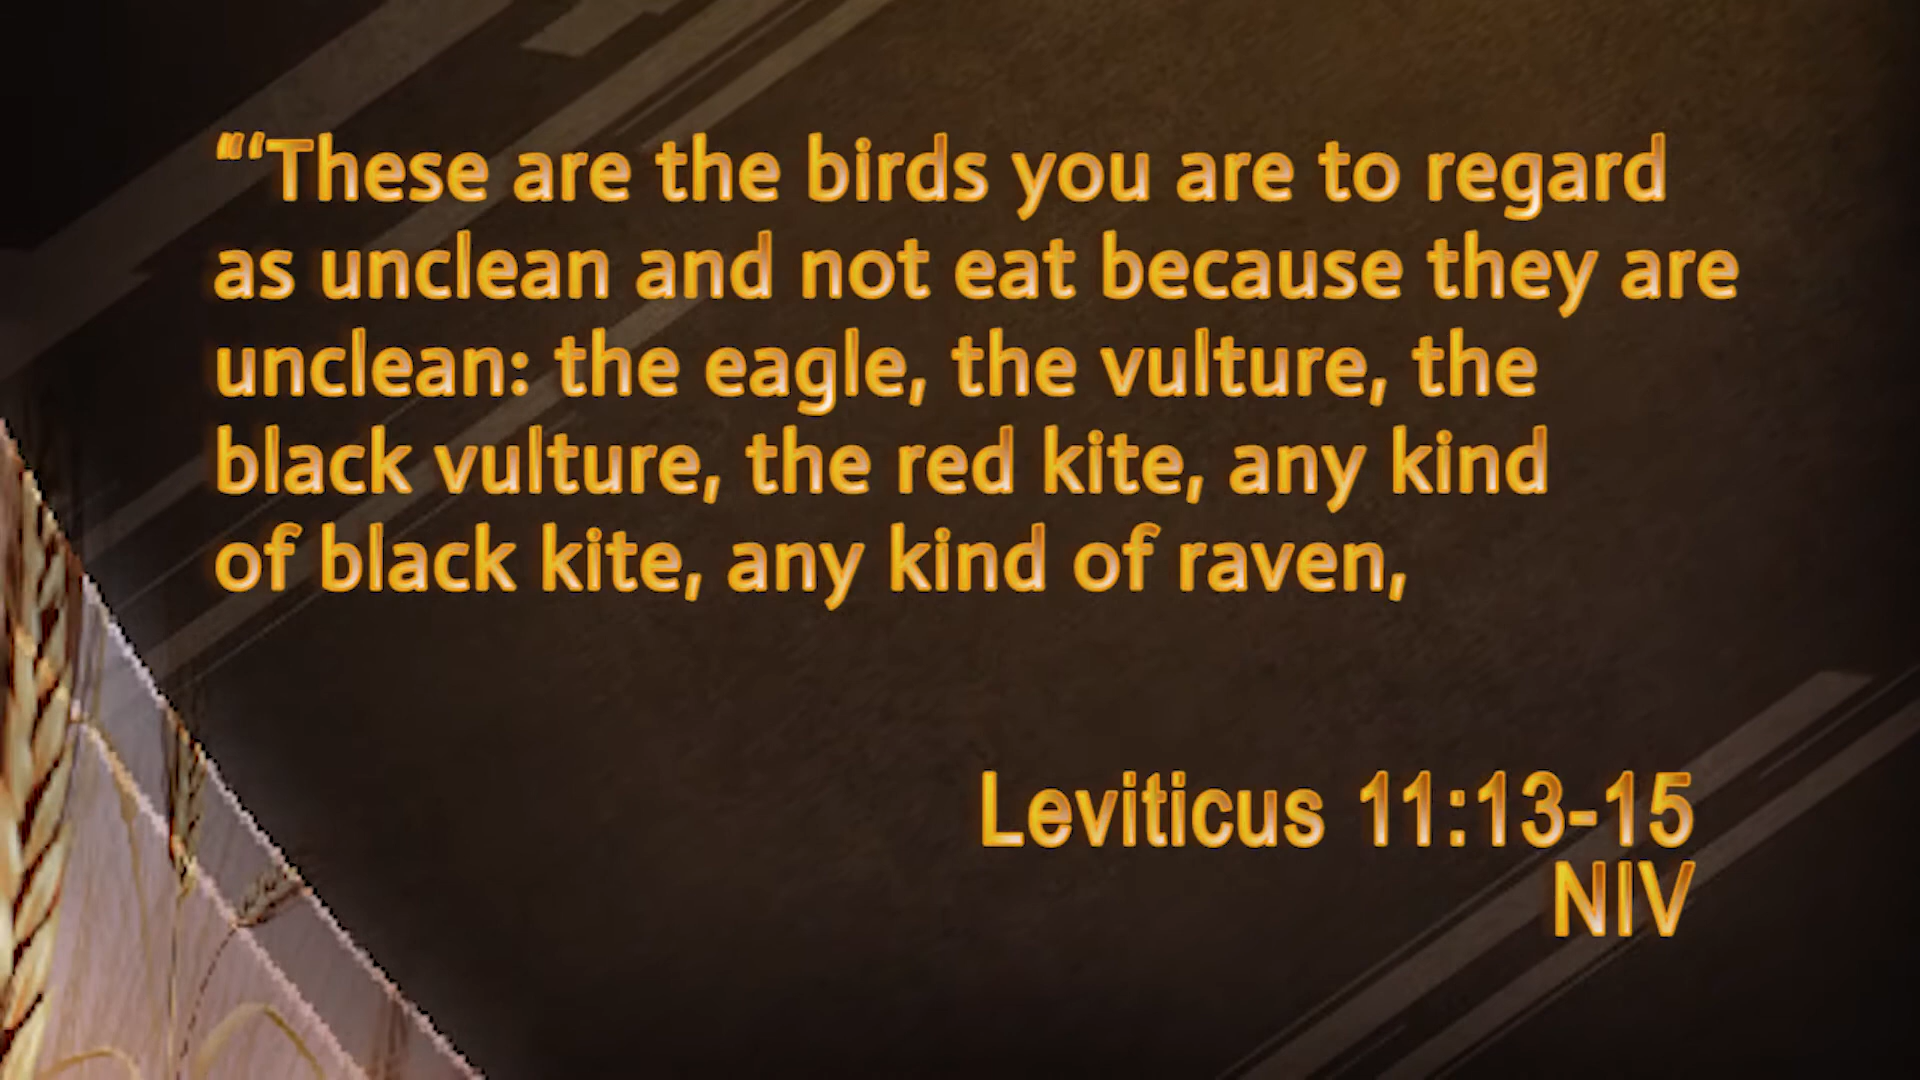 “‘These are the birds you are to regard
as unclean and not eat because they are
unclean: the eagle, the vulture, the
black vulture, the red kite, any kind
of black kite, any kind of raven,
Leviticus 11:13-15
NIV